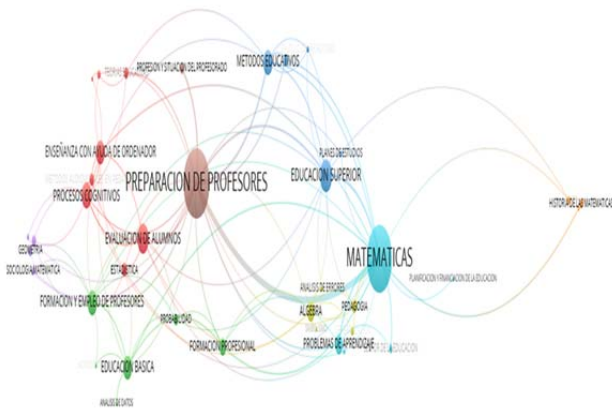 METODOS EDUCATIVOS
PROFESION Y SITUACION DEL PROFESORADO
ENSEÑANZA CON AYUDA DE ORDENADOR
PLANES DE ESTUDIOS
EDUCACION SUPERIOR
PREPARACION DE PROFESORES
PROCESOS COGNITIVOS
HISTORIA DE LAS MATEMATICAS
EVALUACION DE ALUMNOS
GEOMETRIA
MATEMATICAS
SOCIOLOGIA MATEMATICA
ESTADISTICA
PLANIFICACION Y FINANCIACION DE LA EDUCACION
ANALISIS DE ERRORES
FORMACION Y EMPLEO DE PROFESORES
PEDAGOGIA
ALGEBRA
PROBABILIDAD
FORMACION PROFESIONAL
PROBLEMAS DE APRENDIZAJE
EDUCACION BASICA
ANALISIS DE DATOS